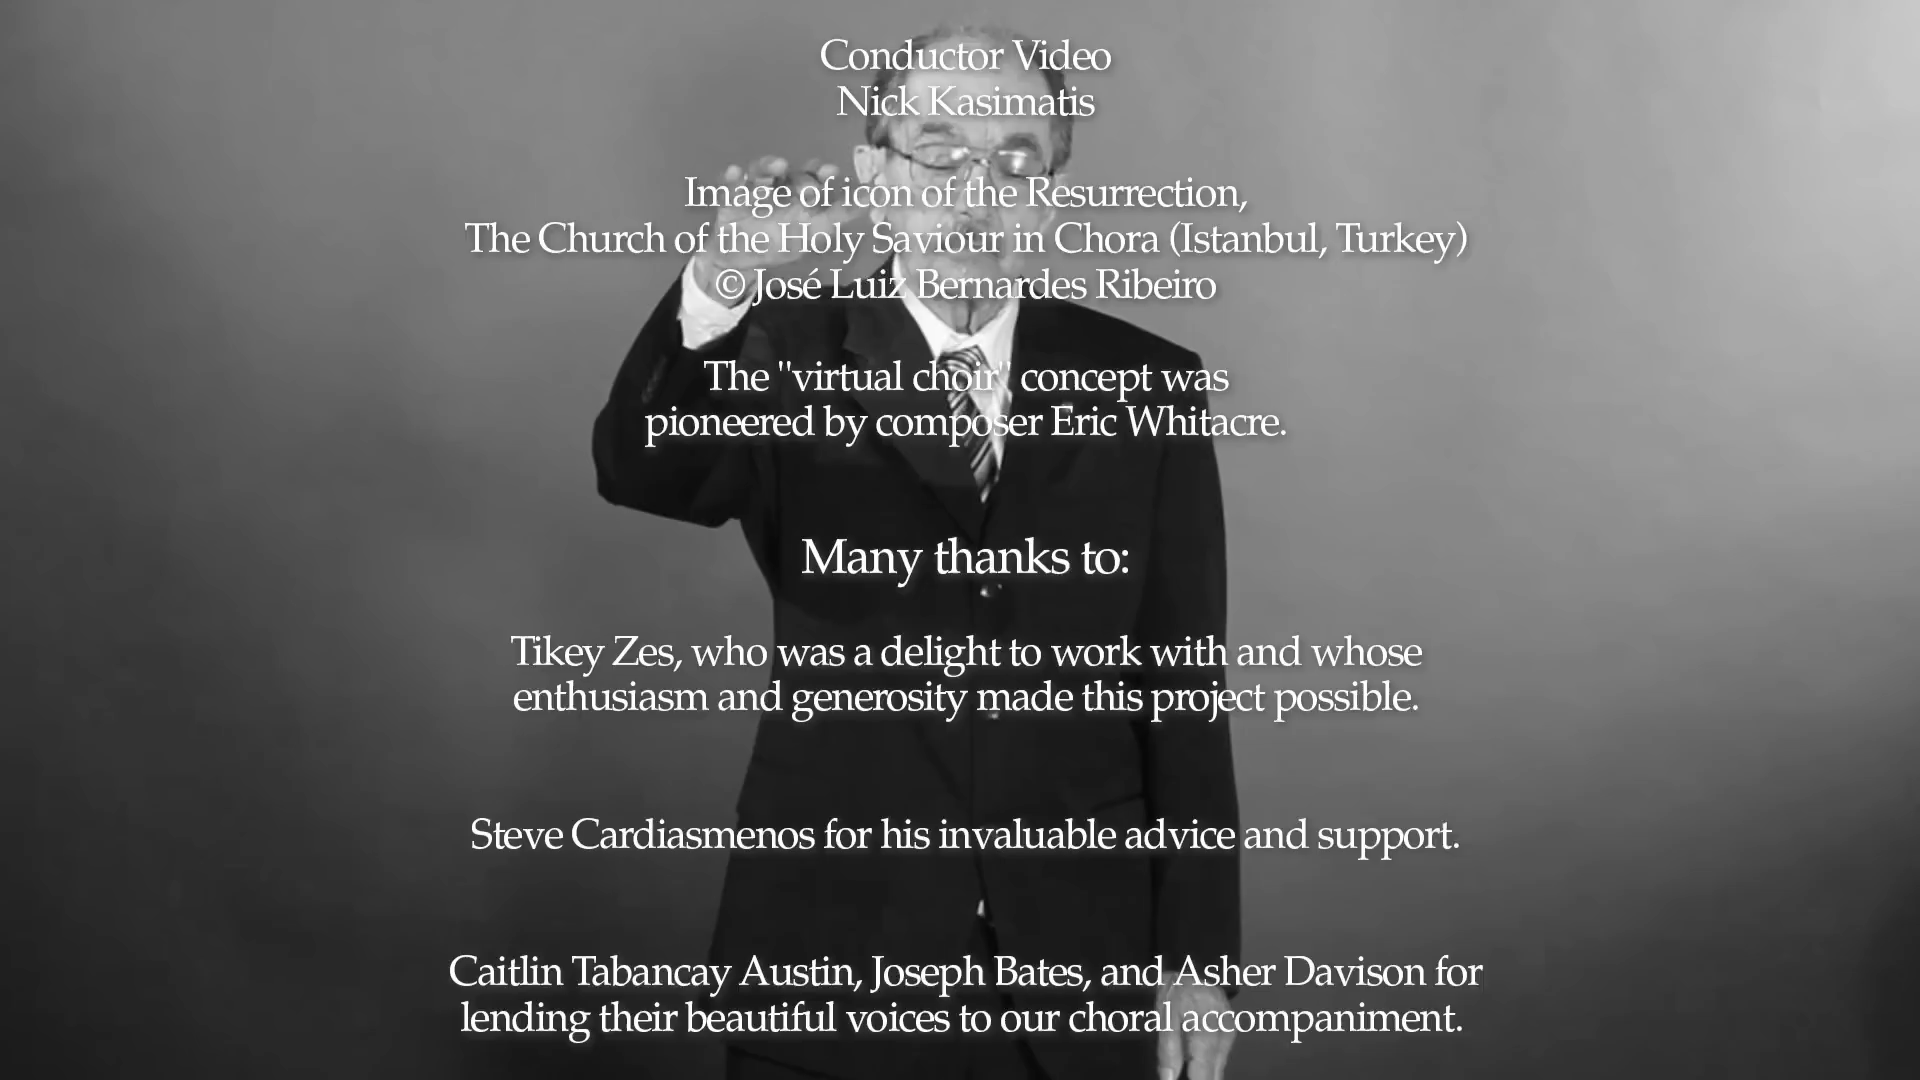 Conductor Video
Nick Kasimatis
Image of icon of the Resurrection,
The Church of the Holy Saviour in Chora (Istanbul, Turkey)
© José Luiz Bernardes Ribeiro
The "virtual choir" concept was
pioneered by composer Eric Whitacre.
Many thanks to:
Tikey Zes, who was a delight to work with and whose
enthusiasm and generosity made this project possible.
Steve Cardiasmenos for his invaluable advice and support.
Caitlin Tabancay Austin, Joseph Bates, and Asher Davison for
lending their beautiful voices to our choral accompaniment.